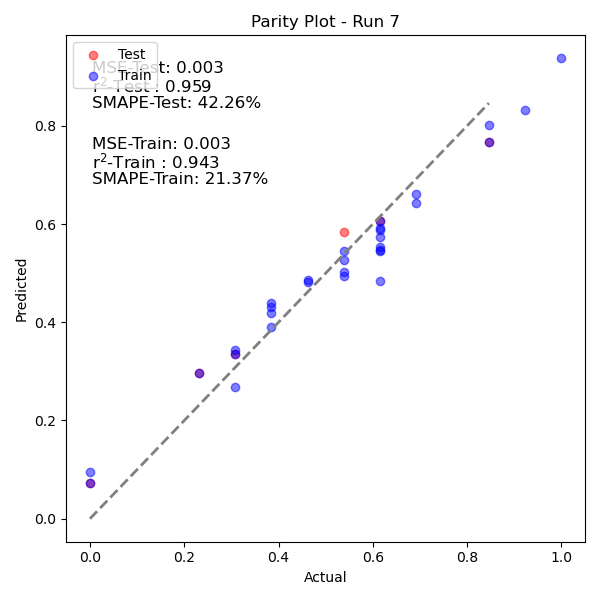 Parity Plot - Run 7
Test
Train
MSE-Test: 0.003
r²-Test : 0.959
SMAPE-Test: 42.26%
MSE-Train: 0.003
r²-Train : 0.943
SMAPE-Train: 21.37%
Predicted
0.8
0.6
0.4
0.2
0.0
0.0 0.2 0.4 0.6 0.8 1.0
Actual